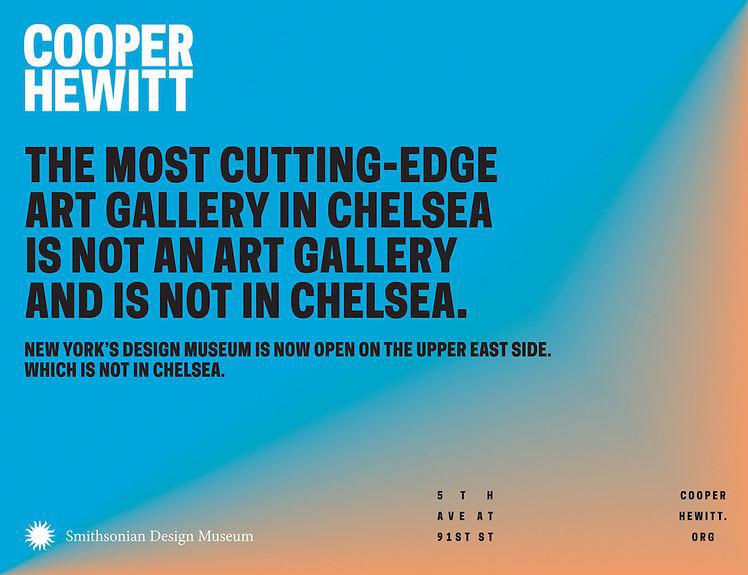 COOPER
HEWITT
THE MOST CUTTING-EDGE
ART GALLERY IN CHELSEA
IS NOT AN ART GALLERY
AND IS NOT IN CHELSEA.
NEW YORK'S DESIGN MUSEUM IS NOW OPEN ON THE UPPER EAST SIDE.
WHICH IS NOT IN CHELSEA.
Smithsonian Design Museum
5TH
AVE AT
91ST ST
COOPER
HEWITT.
ORG